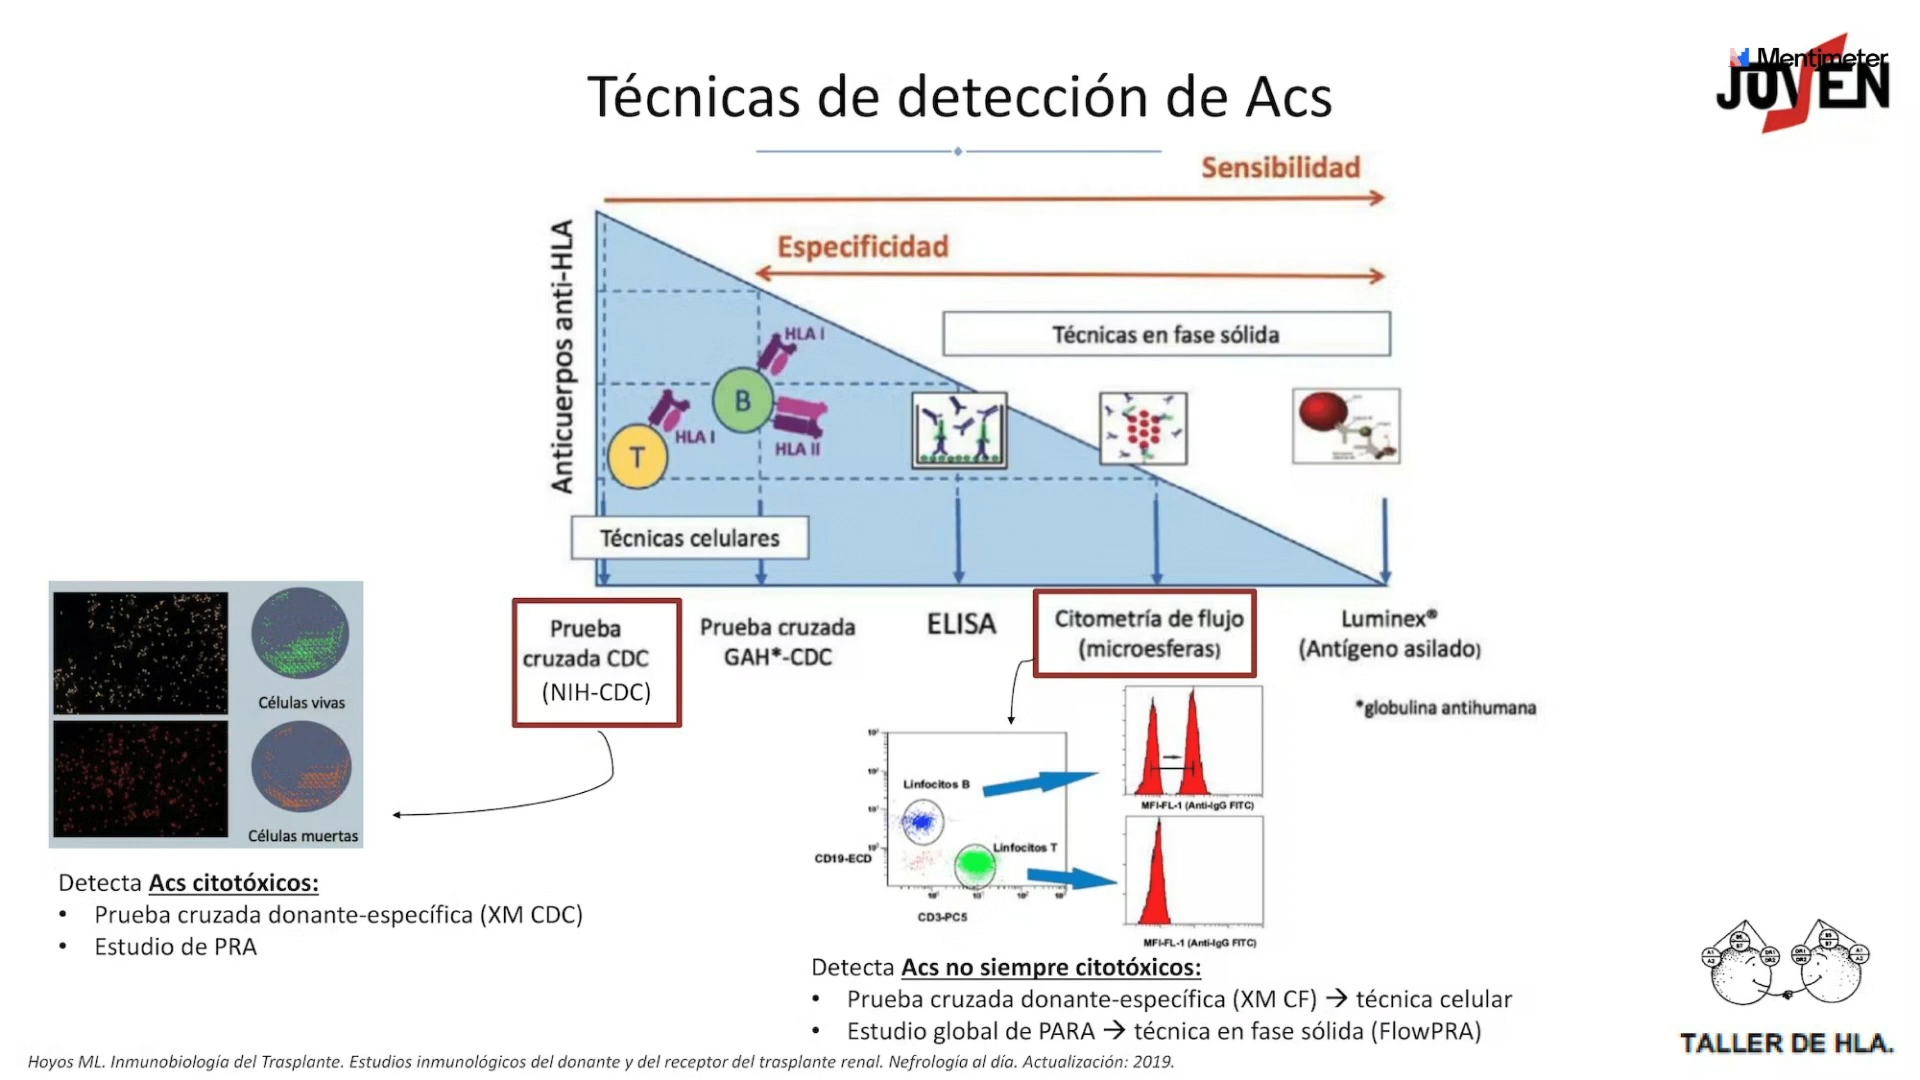 Mentimeter
JOVEN
Técnicas de detección de Acs
Sensibilidad
Especificidad
Anticuerpos anti-HLA
Técnicas en fase sólida
HLA I
B
HLA I
HLA II
T
Técnicas celulares
Prueba
cruzada CDC
(NIH-CDC)
Prueba cruzada
GAH*-CDC
ELISA
Citometría de flujo
(microesferas)
Luminex®
(Antígeno asilado)
*globulina antihumana
Células vivas
Células muertas
Linfocitos B
Linfocitos T
CD19-ECD
CD3-PC5
MFI-FL-1 (Anti-IgG FITC)
MFI-FL-1 (Anti-IgG FITC)
Detecta Acs citotóxicos:
• Prueba cruzada donante-específica (XM CDC)
• Estudio de PRA
Detecta Acs no siempre citotóxicos:
• Prueba cruzada donante-específica (XM CF) → técnica celular
• Estudio global de PARA → técnica en fase sólida (FlowPRA)
TALLER DE HLA.
Hoyos ML. Inmunobiología del Trasplante. Estudios inmunológicos del donante y del receptor del trasplante renal. Nefrología al día. Actualización: 2019.